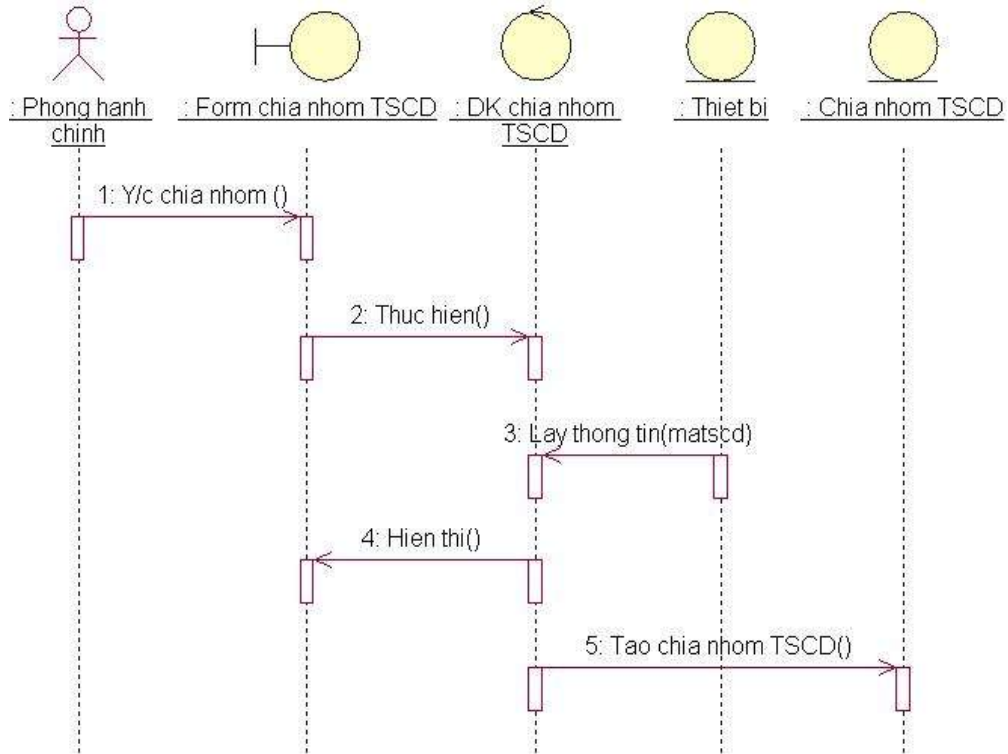 : Phong hanh
chinh
: Form chia nhom TSCD
: DK chia nhom
TSCD
: Thiet bi
: Chia nhom TSCD
1: Y/c chia nhom ()
2: Thuc hien()
3: Lay thong tin(matscd)
4: Hien thi()
5: Tao chia nhom TSCD()